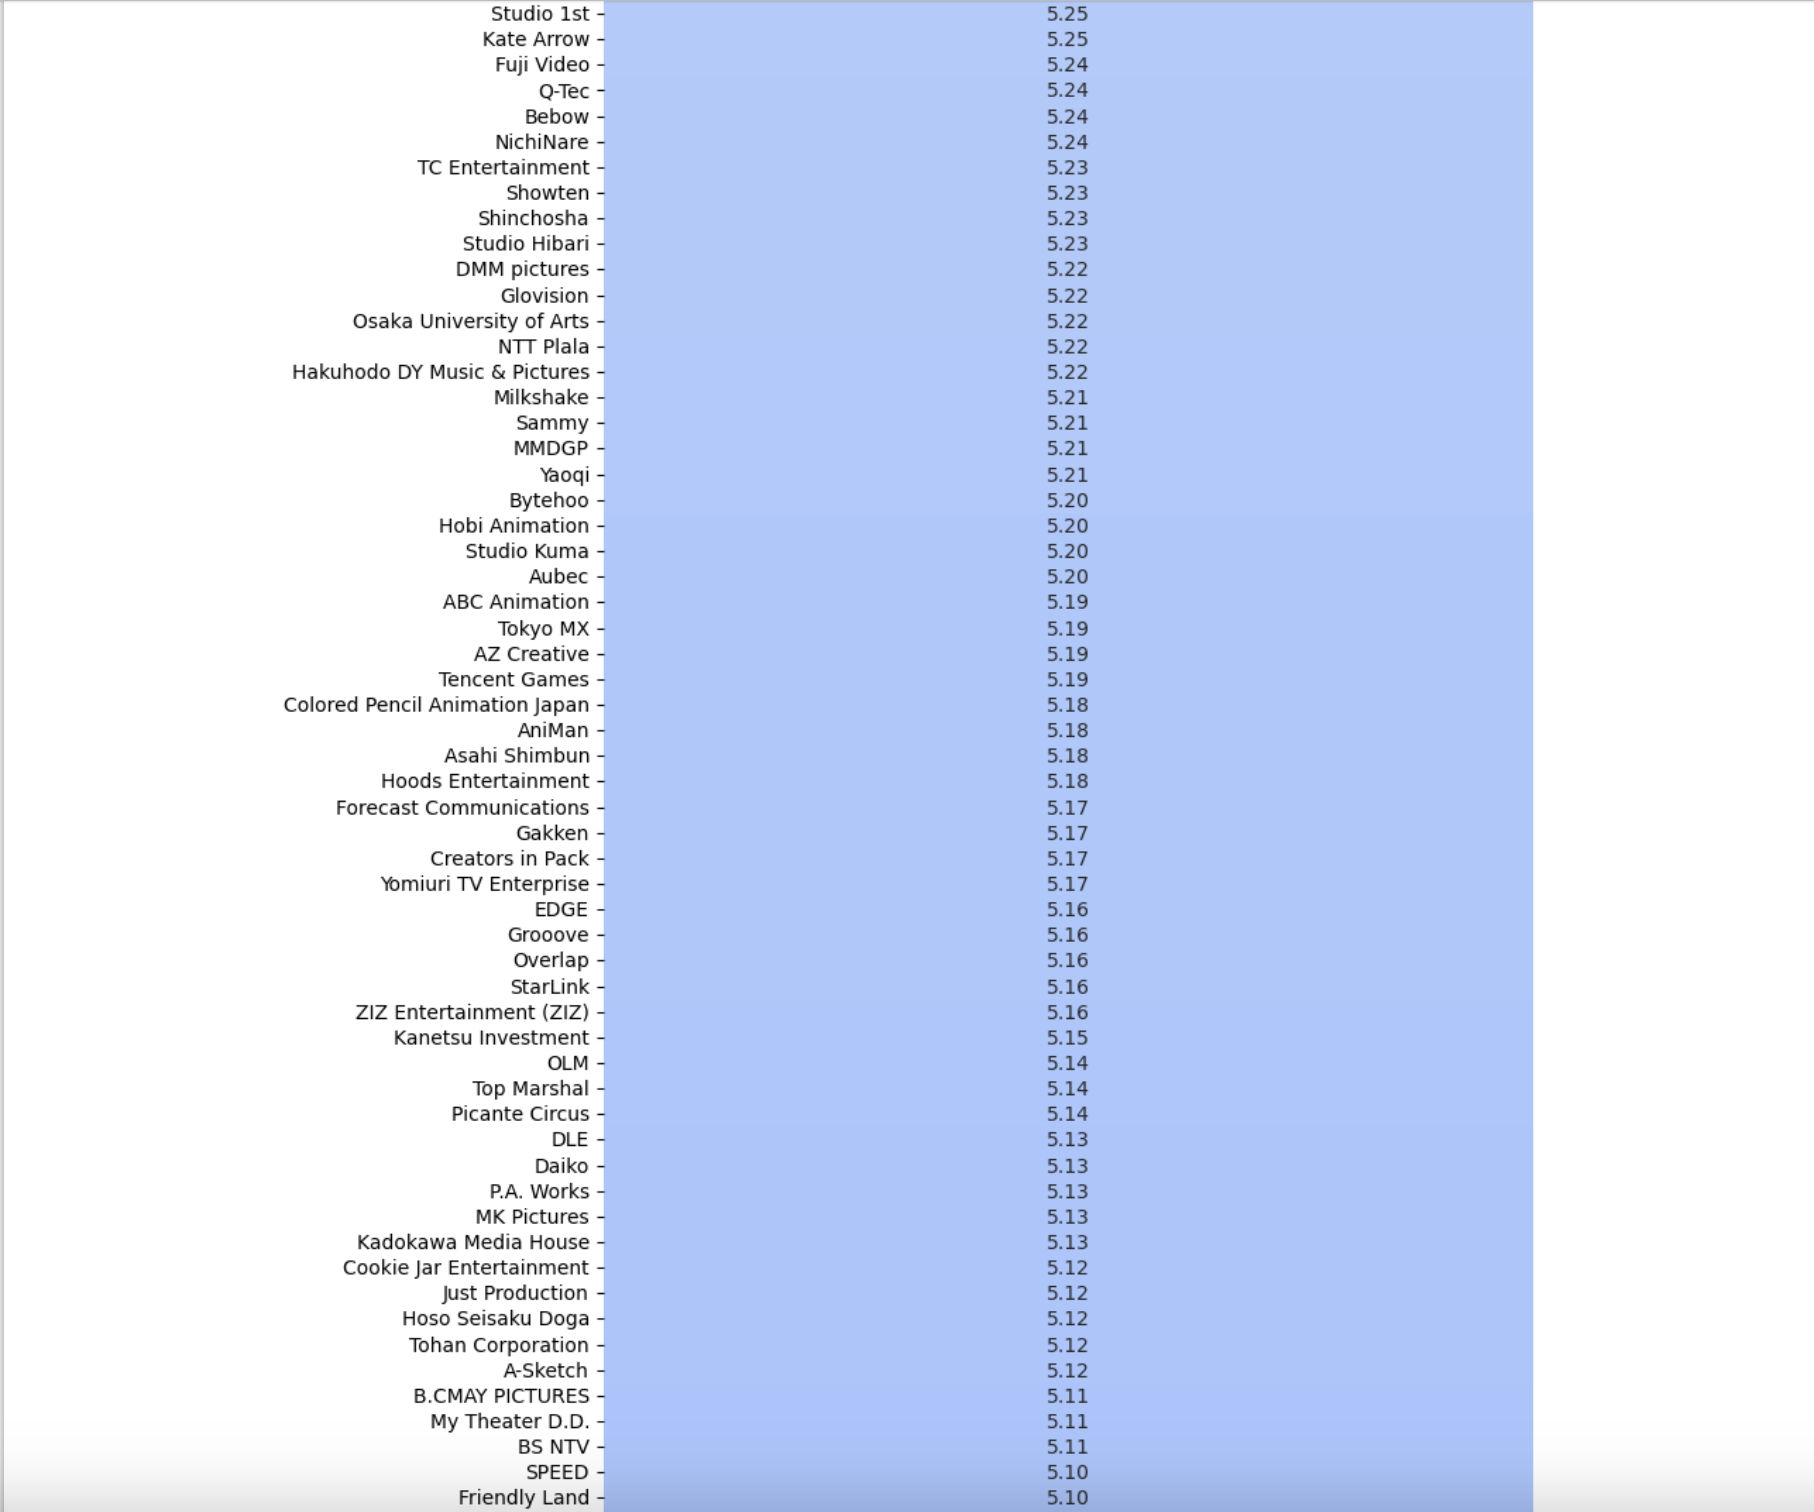 Studio 1st - 5.25
Kate Arrow - 5.25
Fuji Video - 5.24
Q-Tec - 5.24
Bebow - 5.24
NichiNare - 5.24
TC Entertainment - 5.23
Showten - 5.23
Shinchosha - 5.23
Studio Hibari - 5.23
DMM pictures - 5.22
Glovision - 5.22
Osaka University of Arts - 5.22
NTT Plala - 5.22
Hakuhodo DY Music & Pictures - 5.22
Milkshake - 5.21
Sammy - 5.21
MMDGP - 5.21
Yaoqi - 5.21
Bytehoo - 5.20
Hobi Animation - 5.20
Studio Kuma - 5.20
Aubec - 5.20
ABC Animation - 5.19
Tokyo MX - 5.19
AZ Creative - 5.19
Tencent Games - 5.19
Colored Pencil Animation Japan - 5.18
AniMan - 5.18
Asahi Shimbun - 5.18
Hoods Entertainment - 5.18
Forecast Communications - 5.17
Gakken - 5.17
Creators in Pack - 5.17
Yomiuri TV Enterprise - 5.17
EDGE - 5.16
Grooove - 5.16
Overlap - 5.16
StarLink - 5.16
ZIZ Entertainment (ZIZ) - 5.16
Kanetsu Investment - 5.15
OLM - 5.14
Top Marshal - 5.14
Picante Circus - 5.14
DLE - 5.13
Daiko - 5.13
P.A. Works - 5.13
MK Pictures - 5.13
Kadokawa Media House - 5.13
Cookie Jar Entertainment - 5.12
Just Production - 5.12
Hoso Seisaku Doga - 5.12
Tohan Corporation - 5.12
A-Sketch - 5.12
B.CMAY PICTURES - 5.11
My Theater D.D. - 5.11
BS NTV - 5.11
SPEED - 5.10
Friendly Land - 5.10